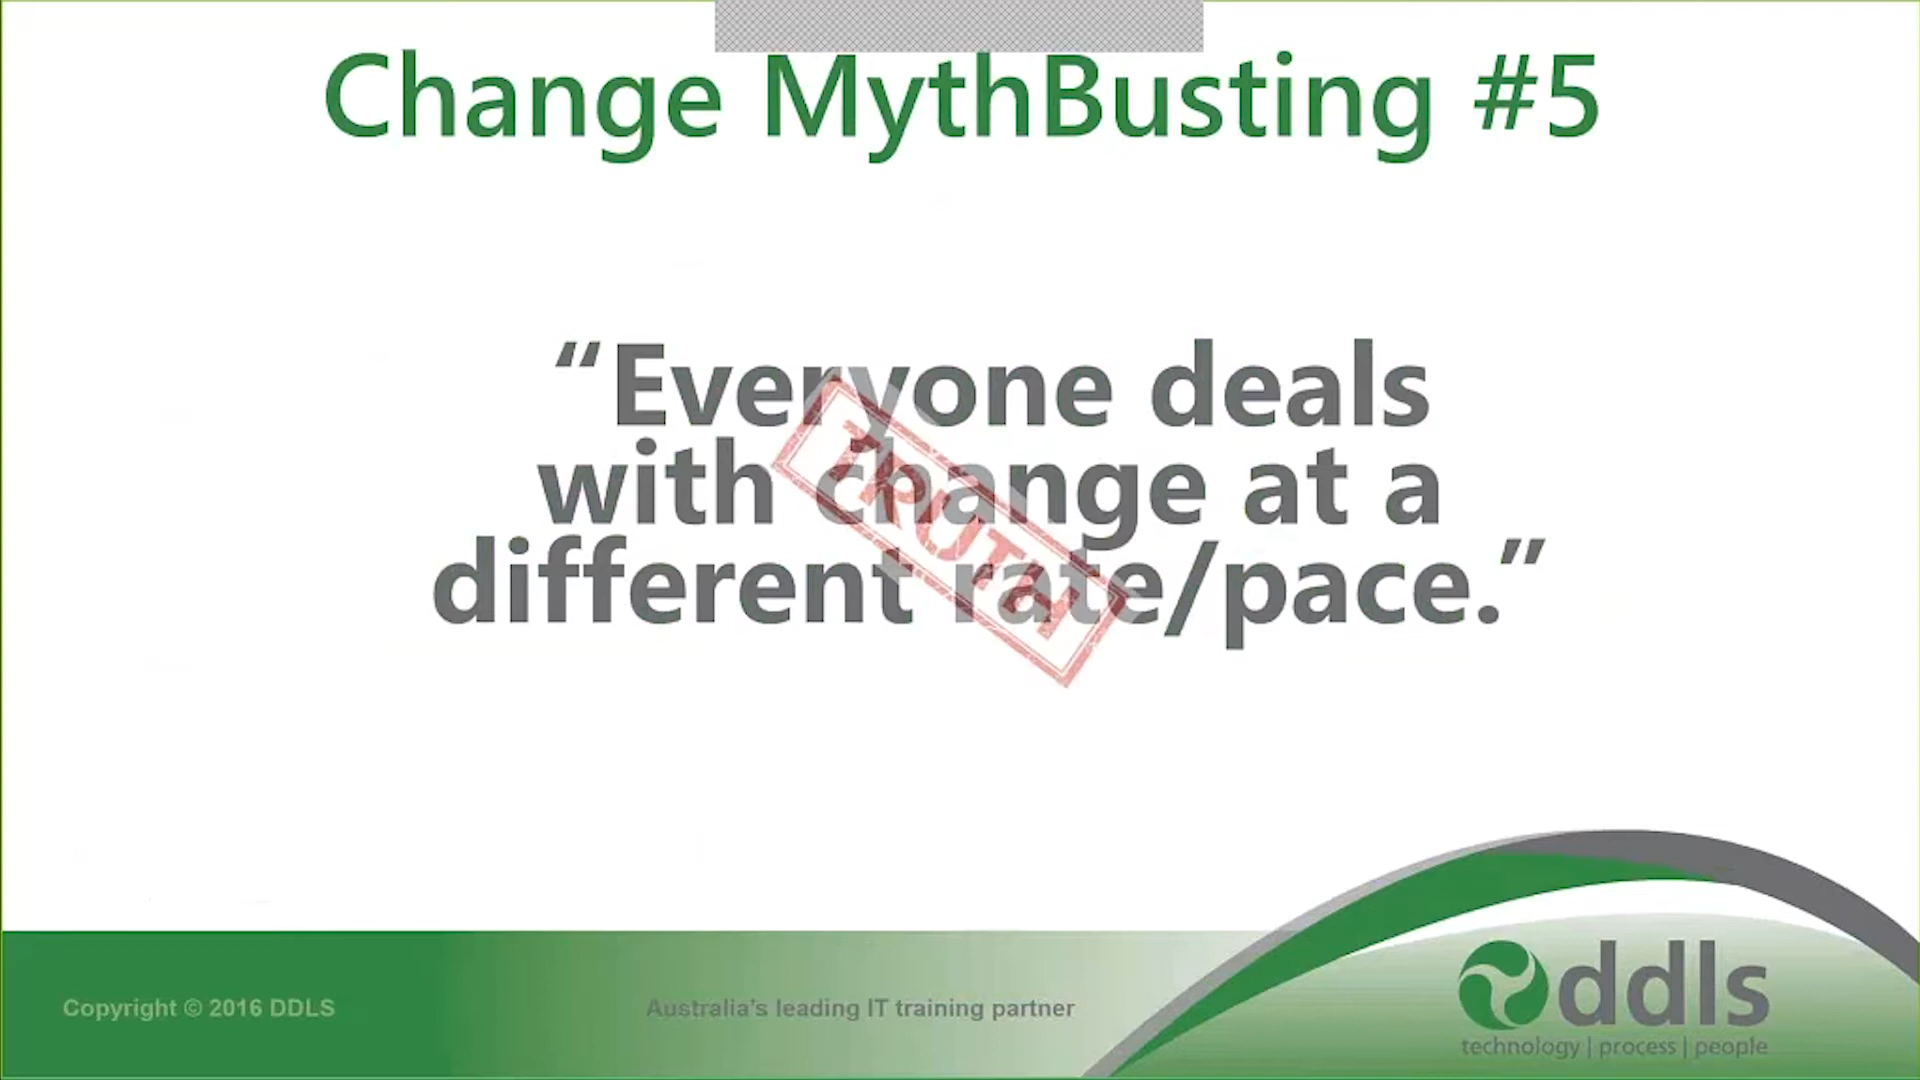 Change MythBusting #5
“Everyone deals
with change at a
different rate/pace.”
TRUTH
Copyright © 2016 DDLS
Australia’s leading IT training partner
ddls
technology | process | people